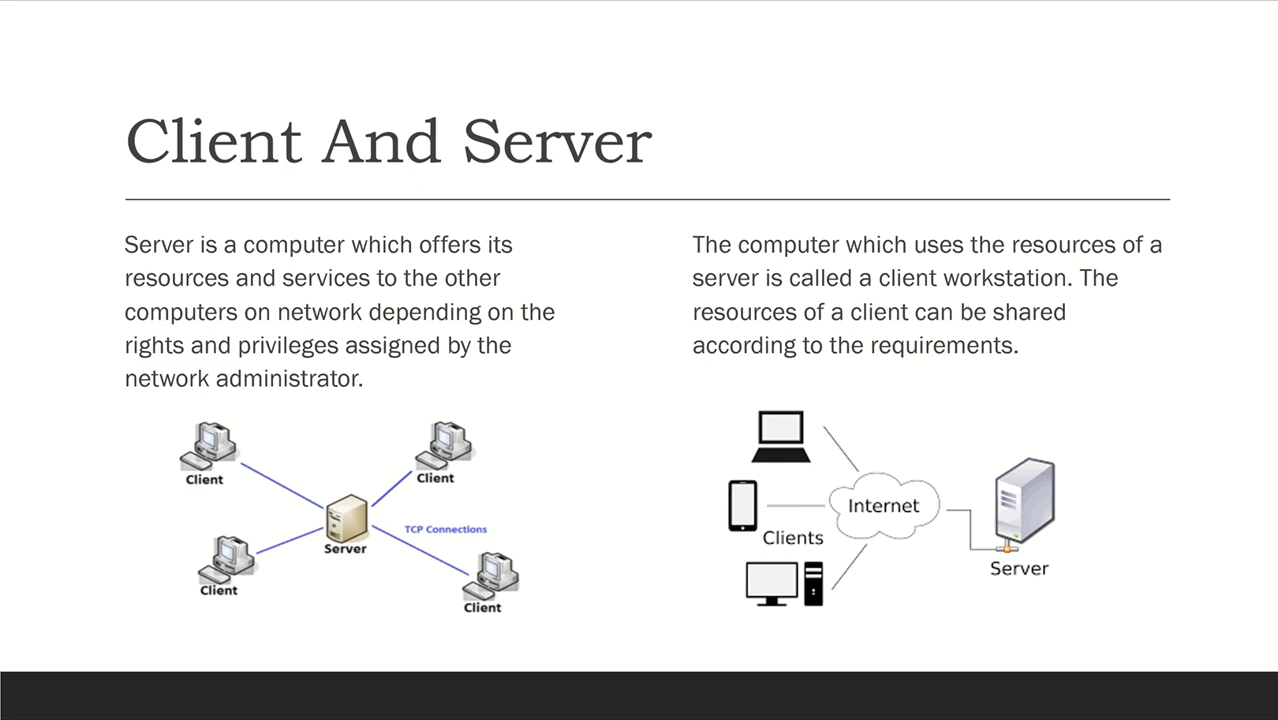 Client And Server
Server is a computer which offers its
resources and services to the other
computers on network depending on the
rights and privileges assigned by the
network administrator.
The computer which uses the resources of a
server is called a client workstation. The
resources of a client can be shared
according to the requirements.
Client
Client
TCP Connections
Server
Client
Client
Internet
Clients
Server